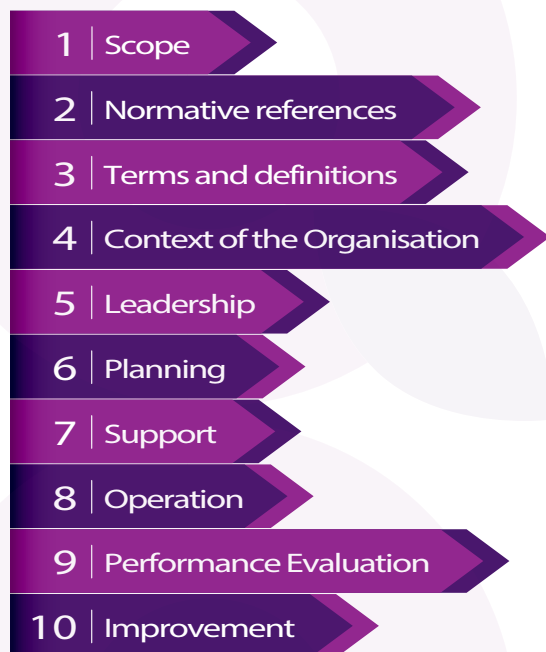 1 Scope
2 Normative references
3 Terms and definitions
4 Context of the Organisation
5 Leadership
6 Planning
7 Support
8 Operation
9 Performance Evaluation
10 Improvement